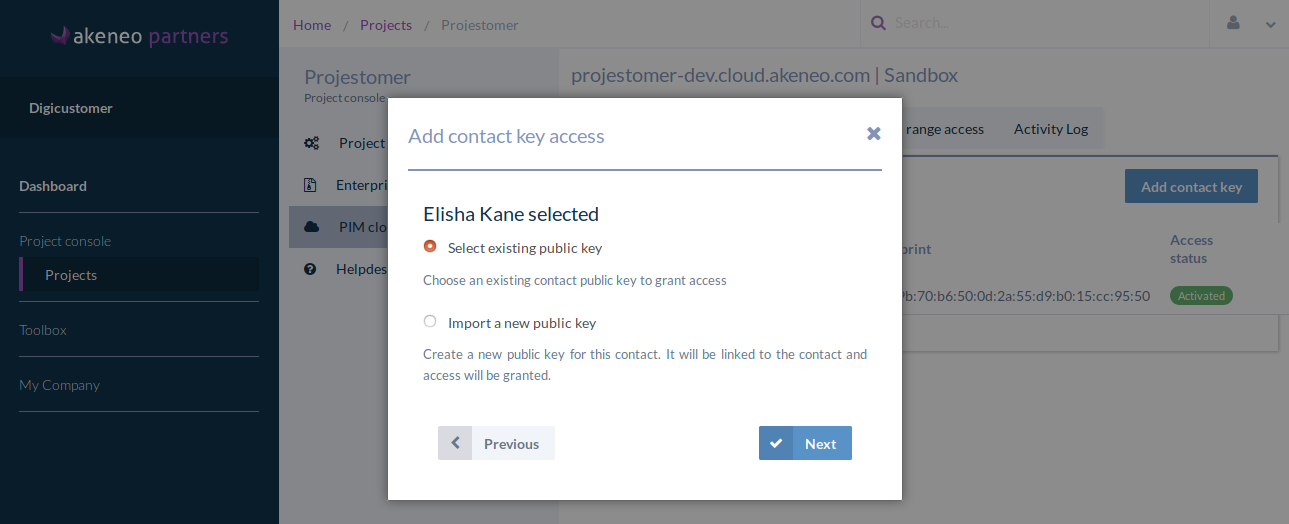 akeneo partners
Digicustomer
Dashboard
Project console
Projects
Toolbox
My Company
Home / Projects / Projestomer
Search..
Projestomer
Project console
Project
PIM
Helpdes
projestomer-dev.cloud.akeneo.com | Sandbox
range access
Activity Log
Add contact key
Access
status
9b:70:b6:50:0d:2a:55:d9:b0:15:cc:95:50
Activated
Add contact key access
Elisha Kane selected
Select existing public key
Choose an existing contact public key to grant access
Import a new public key
Create a new public key for this contact. It will be linked to the contact and
access will be granted.
Previous
Next